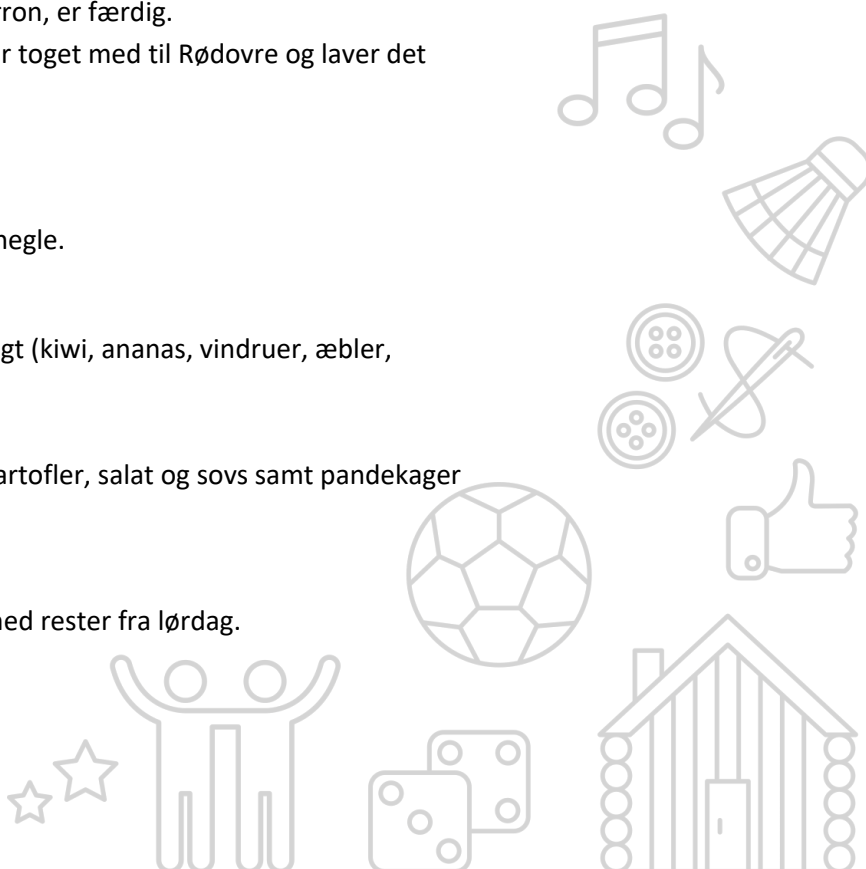 rron, er færdig.
r toget med til Rødovre og laver det
negle.
gt (kiwi, ananas, vindruer, æbler,
artofler, salat og sovs samt pandekager
ned rester fra lørdag.